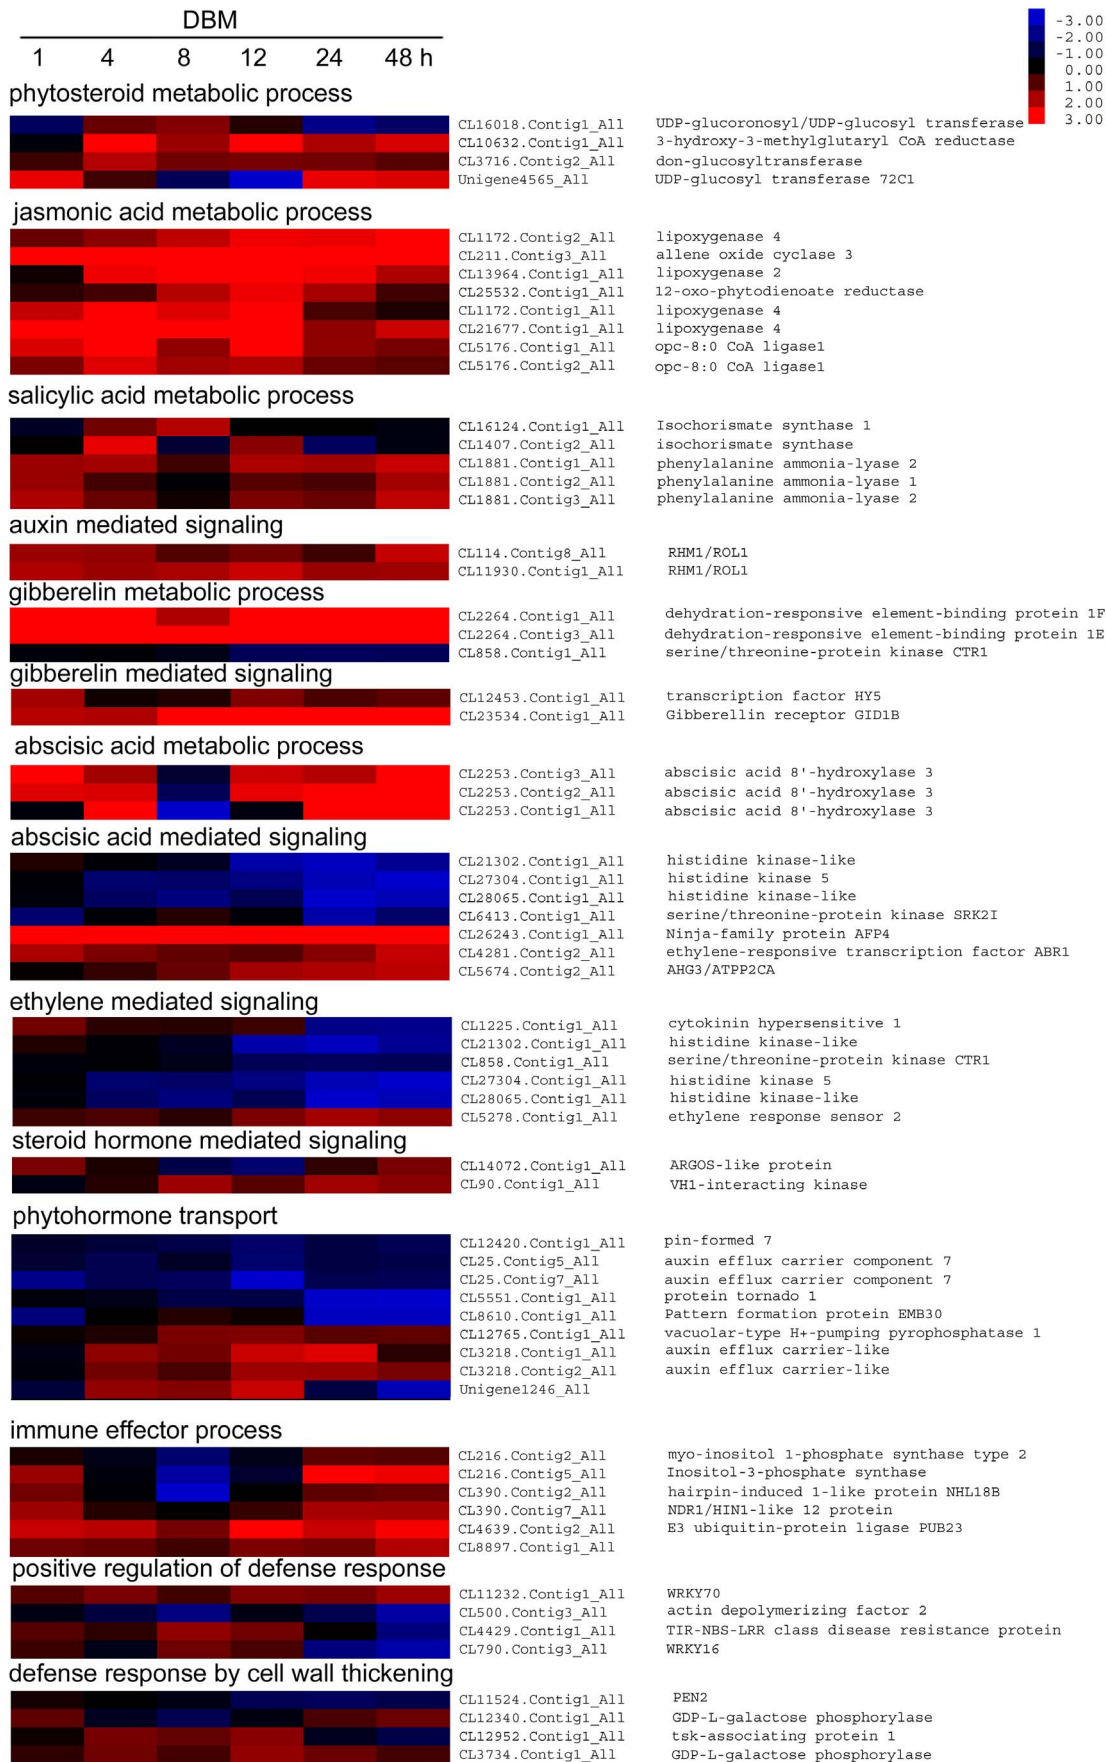 DBM
1 4 8 12 24 48 h
-3.00
-2.00
-1.00
0.00
1.00
2.00
3.00
phytosteroid metabolic process
CL16018.Contig1_All UDP-glucoronosyl/UDP-glucosyl transferase
CL10632.Contig1_All 3-hydroxy-3-methylglutaryl CoA reductase
CL3716.Contig2_All don-glucosyltransferase
Unigene4565_All UDP-glucosyl transferase 72C1
jasmonic acid metabolic process
CL1172.Contig2_All lipoxygenase 4
CL211.Contig3_All allene oxide cyclase 3
CL13964.Contig1_All lipoxygenase 2
CL25532.Contig1_All 12-oxo-phytodienoate reductase
CL1172.Contig1_All lipoxygenase 4
CL21677.Contig1_All lipoxygenase 4
CL5176.Contig1_All opc-8:0 CoA ligase1
CL5176.Contig2_All opc-8:0 CoA ligase1
salicylic acid metabolic process
CL16124.Contig1_All Isochorismate synthase 1
CL1407.Contig2_All isochorismate synthase
CL1881.Contig1_All phenylalanine ammonia-lyase 2
CL1881.Contig2_All phenylalanine ammonia-lyase 1
CL1881.Contig3_All phenylalanine ammonia-lyase 2
auxin mediated signaling
CL114.Contig8_All RHM1/ROL1
CL11930.Contig1_All RHM1/ROL1
gibberelin metabolic process
CL2264.Contig1_All dehydration-responsive element-binding protein 1F
CL2264.Contig3_All dehydration-responsive element-binding protein 1E
CL858.Contig1_All serine/threonine-protein kinase CTR1
gibberelin mediated signaling
CL12453.Contig1_All transcription factor HY5
CL23534.Contig1_All Gibberellin receptor GID1B
abscisic acid metabolic process
CL2253.Contig3_All abscisic acid 8'-hydroxylase 3
CL2253.Contig2_All abscisic acid 8'-hydroxylase 3
CL2253.Contig1_All abscisic acid 8'-hydroxylase 3
abscisic acid mediated signaling
CL21302.Contig1_All histidine kinase-like
CL27304.Contig1_All histidine kinase 5
CL28065.Contig1_All histidine kinase-like
CL6413.Contig1_All serine/threonine-protein kinase SRK2I
CL26243.Contig1_All Ninja-family protein AFP4
CL4281.Contig2_All ethylene-responsive transcription factor ABR1
CL5674.Contig2_All AHG3/ATPP2CA
ethylene mediated signaling
CL1225.Contig1_All cytokinin hypersensitive 1
CL21302.Contig1_All histidine kinase-like
CL858.Contig1_All serine/threonine-protein kinase CTR1
CL27304.Contig1_All histidine kinase 5
CL28065.Contig1_All histidine kinase-like
CL5278.Contig1_All ethylene response sensor 2
steroid hormone mediated signaling
CL14072.Contig1_All ARGOS-like protein
CL90.Contig1_All VH1-interacting kinase
phytohormone transport
CL12420.Contig1_All pin-formed 7
CL25.Contig5_All auxin efflux carrier component 7
CL25.Contig7_All auxin efflux carrier component 7
CL5551.Contig1_All protein tornado 1
CL8610.Contig1_All Pattern formation protein EMB30
CL12765.Contig1_All vacuolar-type H+-pumping pyrophosphatase 1
CL3218.Contig1_All auxin efflux carrier-like
CL3218.Contig2_All auxin efflux carrier-like
Unigene1246_All
immune effector process
CL216.Contig2_All myo-inositol 1-phosphate synthase type 2
CL216.Contig5_All Inositol-3-phosphate synthase
CL390.Contig2_All hairpin-induced 1-like protein NHL18B
CL390.Contig7_All NDR1/HIN1-like 12 protein
CL4639.Contig2_All E3 ubiquitin-protein ligase PUB23
CL8897.Contig1_All
positive regulation of defense response
CL11232.Contig1_All WRKY70
CL500.Contig3_All actin depolymerizing factor 2
CL4429.Contig1_All TIR-NBS-LRR class disease resistance protein
CL790.Contig3_All WRKY16
defense response by cell wall thickening
CL11524.Contig1_All PEN2
CL12340.Contig1_All GDP-L-galactose phosphorylase
CL12952.Contig1_All tsk-associating protein 1
CL3734.Contig1_All GDP-L-galactose phosphorylase